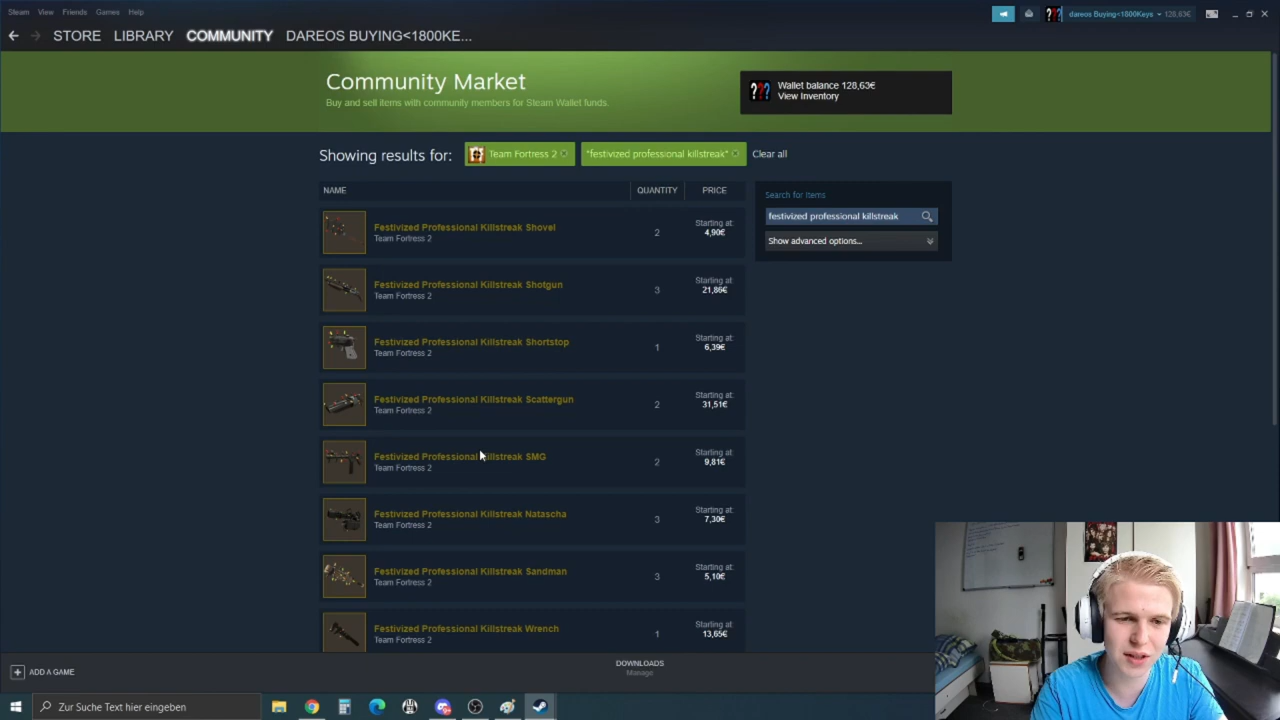 Steam View Friends Games Help
dareos Buying<1800Keys 128,63€
STORE LIBRARY COMMUNITY DAREOS BUYING<1800KE...
Community Market
Buy and sell items with community members for Steam Wallet funds.
Wallet balance 128,63€
View Inventory
Showing results for: Team Fortress 2 "festivized professional killstreak" Clear all
NAME QUANTITY PRICE
Search for Items
festivized professional killstreak
Show advanced options...
Festivized Professional Killstreak Shovel
Team Fortress 2
2
Starting at:
4,90€
Festivized Professional Killstreak Shotgun
Team Fortress 2
3
Starting at:
21,86€
Festivized Professional Killstreak Shortstop
Team Fortress 2
1
Starting at:
6,39€
Festivized Professional Killstreak Scattergun
Team Fortress 2
2
Starting at:
31,51€
Festivized Professional Killstreak SMG
Team Fortress 2
2
Starting at:
9,81€
Festivized Professional Killstreak Natascha
Team Fortress 2
3
Starting at:
7,30€
Festivized Professional Killstreak Sandman
Team Fortress 2
3
Starting at:
5,10€
Festivized Professional Killstreak Wrench
Team Fortress 2
1
Starting at:
13,65€
ADD A GAME
DOWNLOADS
Manage
Zur Suche Text hier eingeben